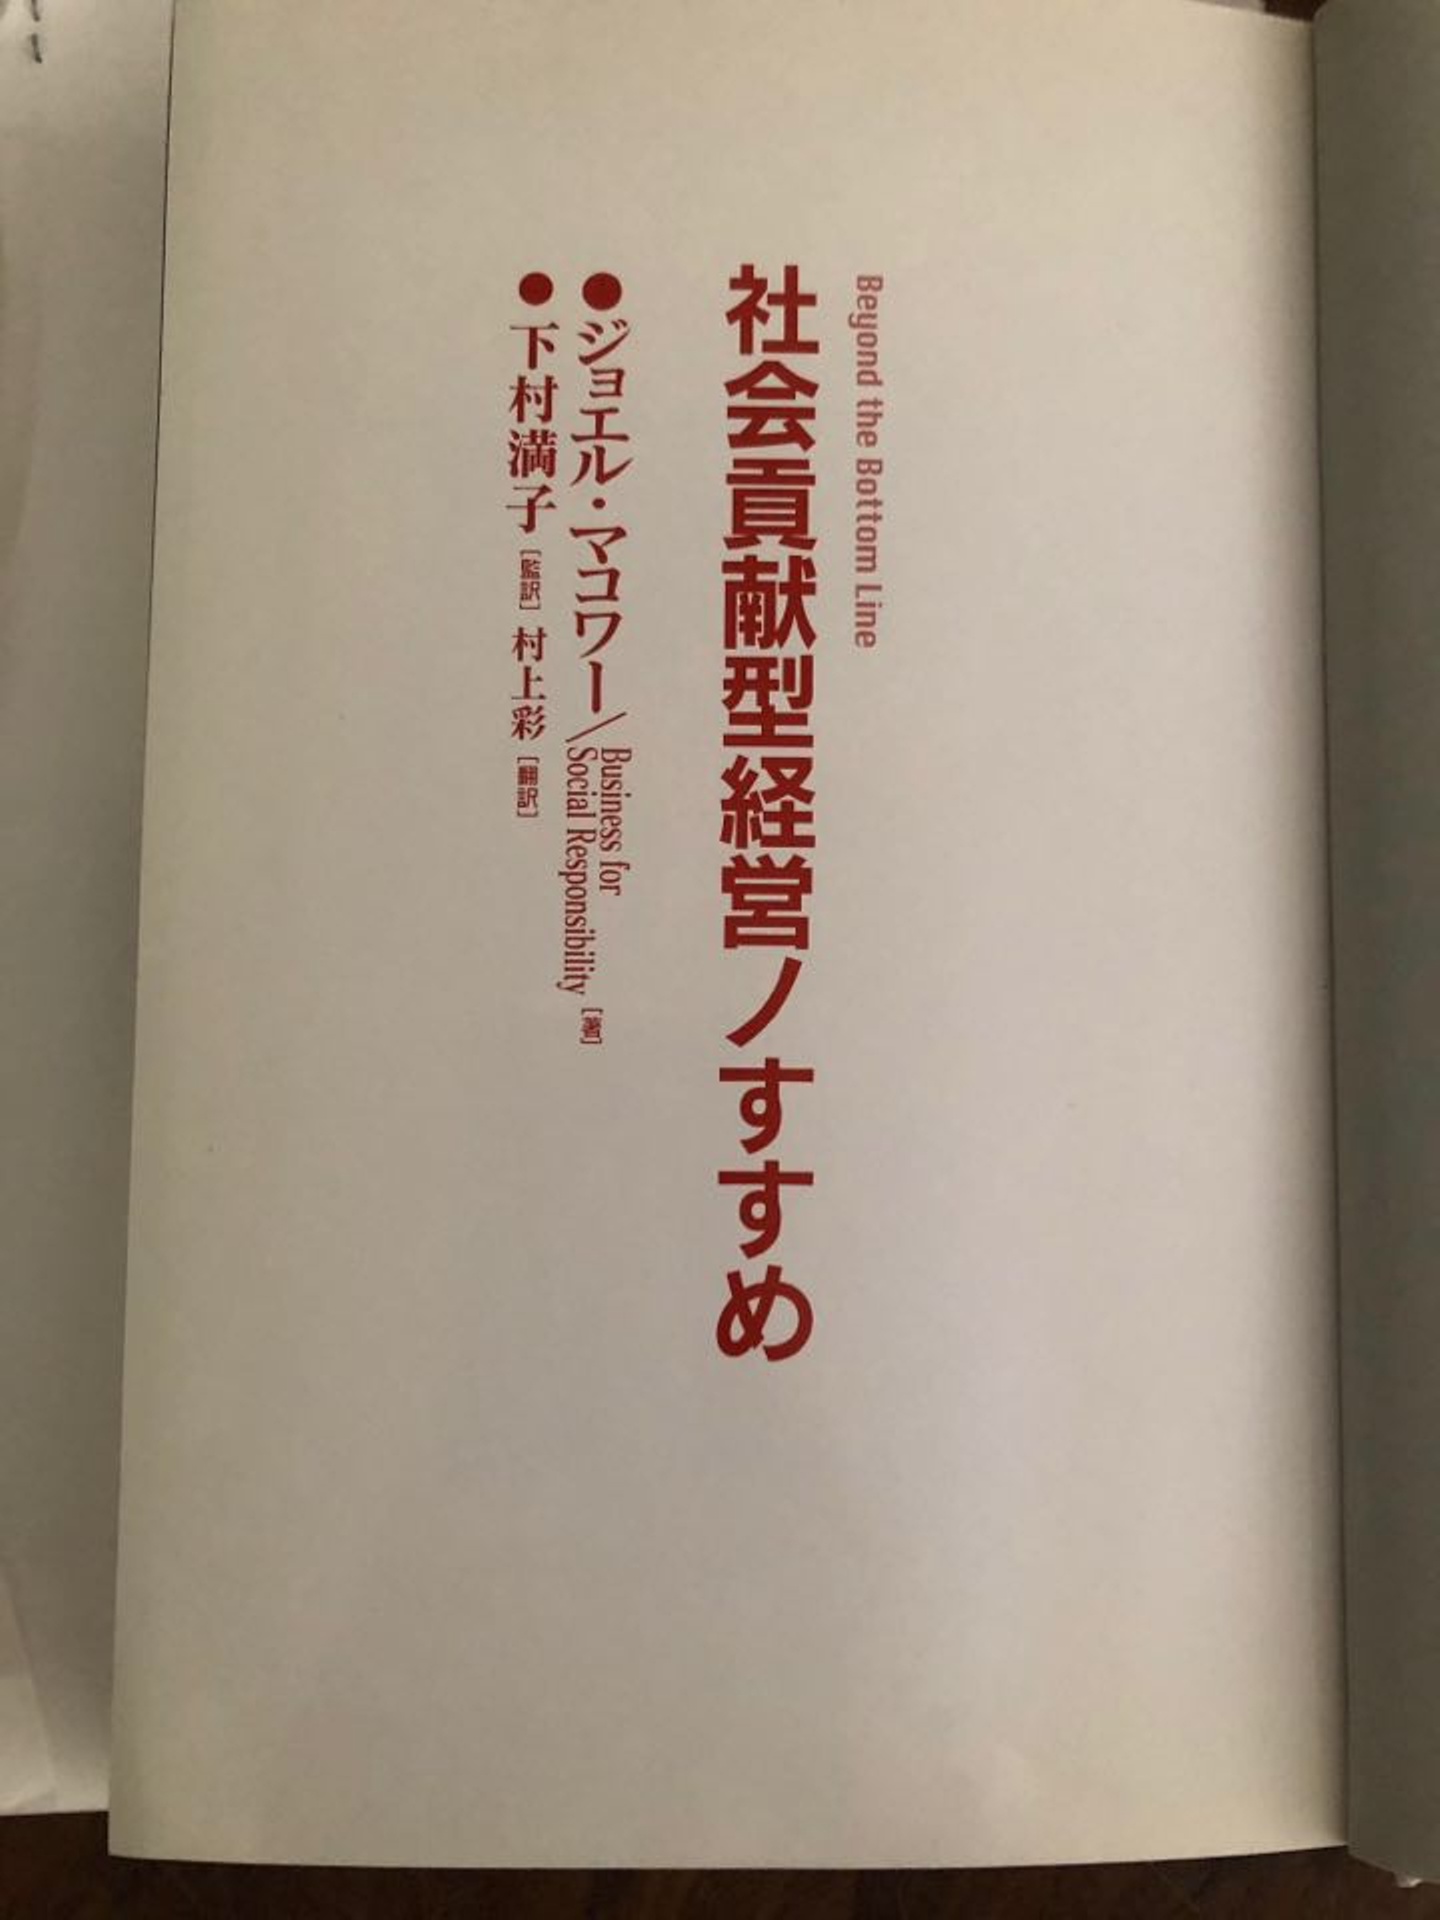 Beyond the Bottom Line
社会貢献型経営ノすすめ
●ジョエル・マコワー/Business for Social Responsibility[著]
●下村満子[監訳] 村上彩[翻訳]